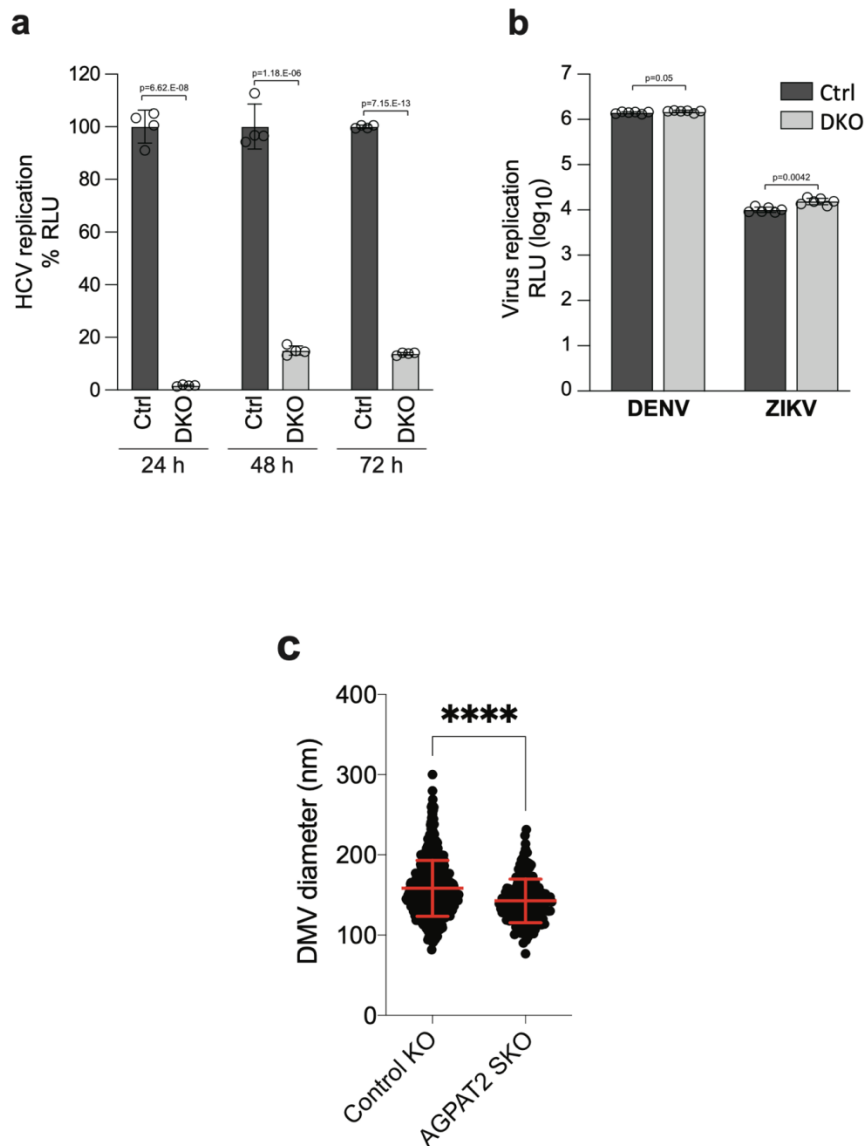 a
HCV replication
% RLU
120
100
80
60
40
20
0
p=6.62.E-08
p=1.18.E-06
p=7.15.E-13
Ctrl
DKO
Ctrl
DKO
Ctrl
DKO
24 h
48 h
72 h
b
Virus replication
RLU (log10)
7
6
5
4
3
2
1
0
p=0.05
p=0.0042
Ctrl
DKO
DENV
ZIKV
c
DMV diameter (nm)
400
300
200
100
0
****
Control KO
AGPAT2 SKO